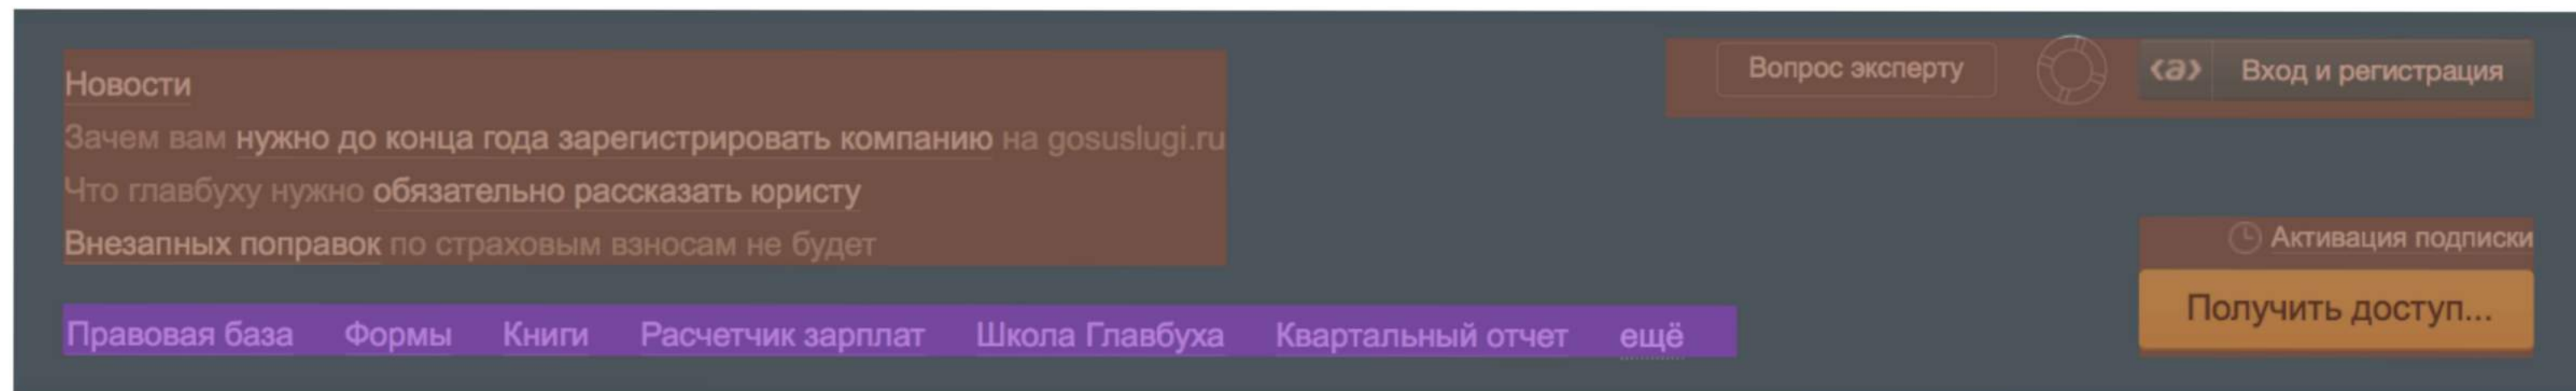 Новости
Зачем вам нужно до конца года зарегистрировать компанию на gosuslugi.ru
Что главбуху нужно обязательно рассказать юристу
Внезапных поправок по страховым взносам не будет
Правовая база Формы Книги Расчетчик зарплат Школа Главбуха Квартальный отчет ещё
Вопрос эксперту
<a> Вход и регистрация
Активация подписки
Получить доступ...